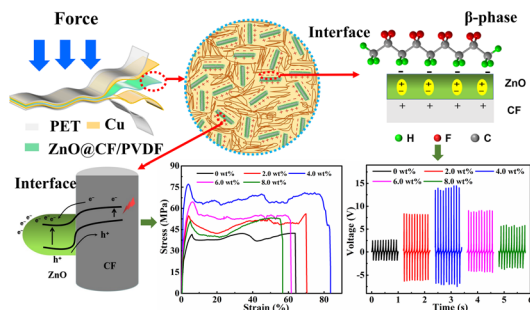 Force
PET
Cu
ZnO@CF/PVDF
Interface
β-phase
- - - -
+ + + +
− − − −
ZnO
+ + + +
CF
H F C
Interface
e⁻ e⁻ e⁻
e⁻
h⁺
h⁺
ZnO
CF
0 wt% 2.0 wt% 4.0 wt%
6.0 wt% 8.0 wt%
Stress (MPa)
90
75
60
45
30
15
0
0 20 40 60 80
Strain (%)
0 wt% 2.0 wt% 4.0 wt%
6.0 wt% 8.0 wt%
Voltage (V)
15
10
5
0
-5
0 1 2 3 4 5 6
Time (s)